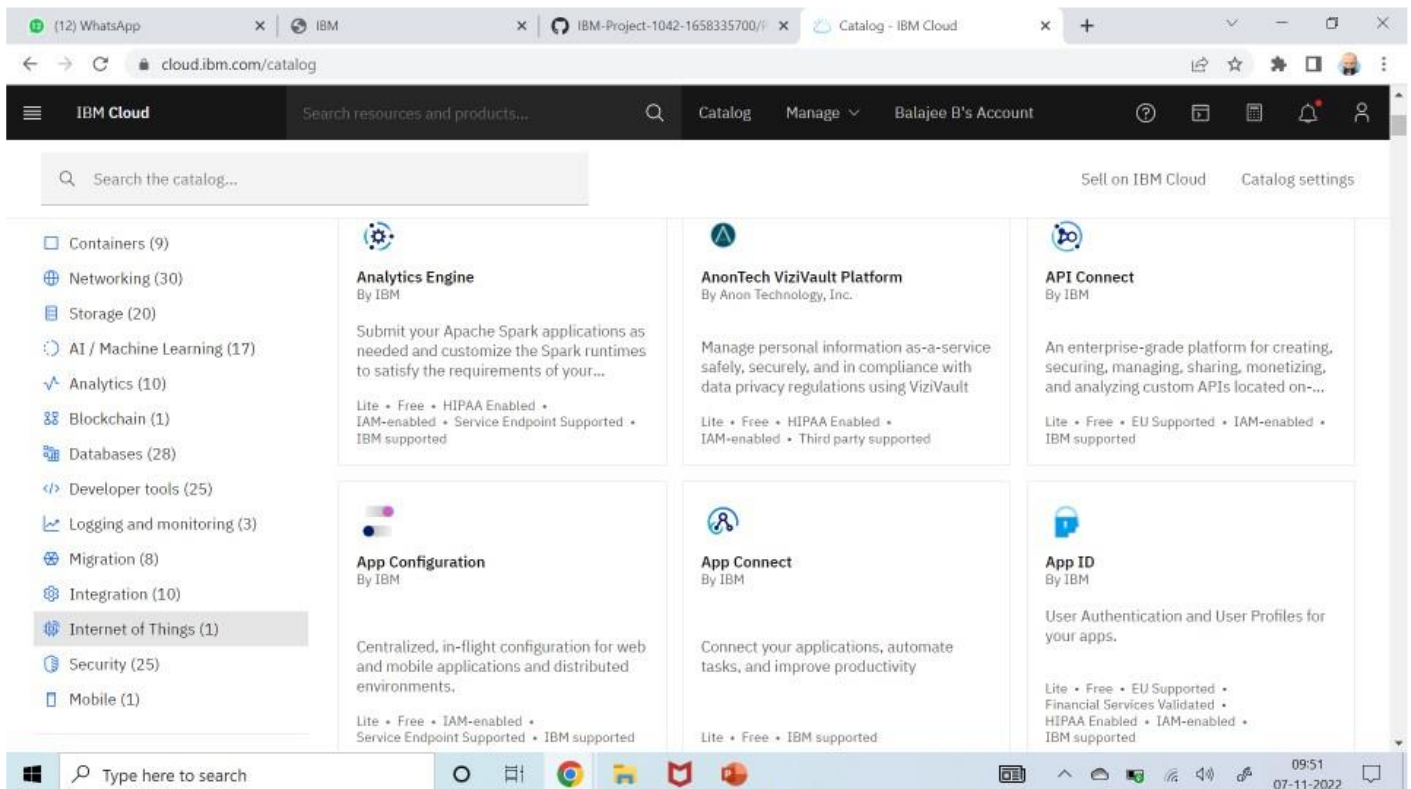 (12) WhatsApp
IBM
IBM-Project-1042-1658335700/
Catalog - IBM Cloud
cloud.ibm.com/catalog
IBM Cloud
Search resources and products...
Catalog
Manage
Balajee B's Account
Search the catalog...
Sell on IBM Cloud
Catalog settings
Containers (9)
Networking (30)
Storage (20)
AI / Machine Learning (17)
Analytics (10)
Blockchain (1)
Databases (28)
Developer tools (25)
Logging and monitoring (3)
Migration (8)
Integration (10)
Internet of Things (1)
Security (25)
Mobile (1)
Analytics Engine
By IBM
Submit your Apache Spark applications as
needed and customize the Spark runtimes
to satisfy the requirements of your...
Lite • Free • HIPAA Enabled •
IAM-enabled • Service Endpoint Supported •
IBM supported
AnonTech ViziVault Platform
By Anon Technology, Inc.
Manage personal information as-a-service
safely, securely, and in compliance with
data privacy regulations using ViziVault
Lite • Free • HIPAA Enabled •
IAM-enabled • Third party supported
API Connect
By IBM
An enterprise-grade platform for creating,
securing, managing, sharing, monetizing,
and analyzing custom APIs located on-...
Lite • Free • EU Supported • IAM-enabled •
IBM supported
App Configuration
By IBM
Centralized, in-flight configuration for web
and mobile applications and distributed
environments.
Lite • Free • IAM-enabled •
Service Endpoint Supported • IBM supported
App Connect
By IBM
Connect your applications, automate
tasks, and improve productivity
Lite • Free • IBM supported
App ID
By IBM
User Authentication and User Profiles for
your apps.
Lite • Free • EU Supported •
Financial Services Validated •
HIPAA Enabled • IAM-enabled •
IBM supported
Type here to search
09:51
07-11-2022